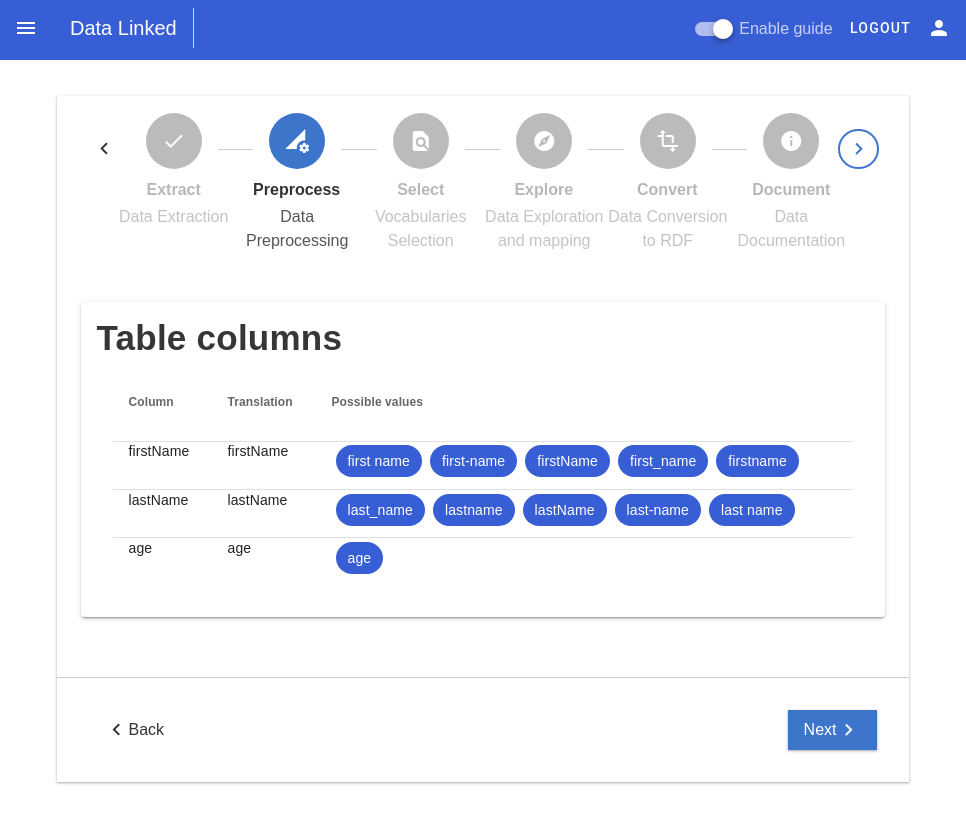 Data Linked
Enable guide
LOGOUT
Extract
Data Extraction
Preprocess
Data
Preprocessing
Select
Vocabularies
Selection
Explore
Data Exploration
and mapping
Convert
Data Conversion
to RDF
Document
Data
Documentation
Table columns
Column Translation Possible values
firstName firstName first name first-name firstName first_name firstname
lastName lastName last_name lastname lastName last-name last name
age age age
Back
Next